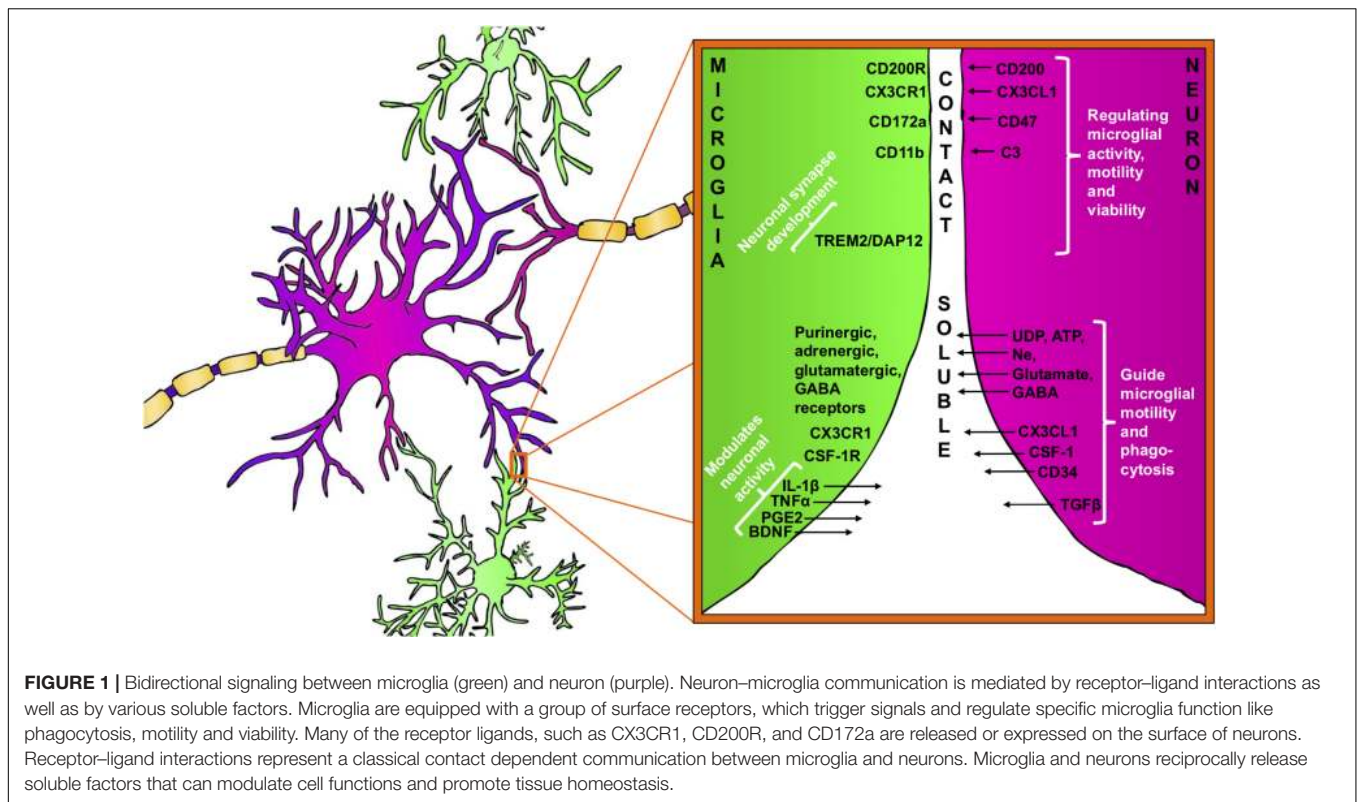 MICROGLIA
CD200R
CX3CR1
CD172a
CD11b
Neuronal synapse
development
TREM2/DAP12
Purinergic,
adrenergic,
glutamatergic,
GABA
receptors
CX3CR1
CSF-1R
Modulates
neuronal
activity
IL-1β
TNFα
PGE2
BDNF
CONTACT
SOLUBLE
CD200
CX3CL1
CD47
C3
Regulating
microglial
activity,
motility
and
viability
UDP, ATP,
Ne,
Glutamate,
GABA
CX3CL1
CSF-1
CD34
TGFβ
Guide
microglial
motility
and
phago-
cytosis
NEURON
FIGURE 1 | Bidirectional signaling between microglia (green) and neuron (purple). Neuron–microglia communication is mediated by receptor–ligand interactions as
well as by various soluble factors. Microglia are equipped with a group of surface receptors, which trigger signals and regulate specific microglia function like
phagocytosis, motility and viability. Many of the receptor ligands, such as CX3CR1, CD200R, and CD172a are released or expressed on the surface of neurons.
Receptor–ligand interactions represent a classical contact dependent communication between microglia and neurons. Microglia and neurons reciprocally release
soluble factors that can modulate cell functions and promote tissue homeostasis.